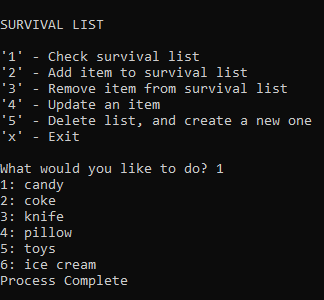 SURVIVAL LIST
'1' - Check survival list
'2' - Add item to survival list
'3' - Remove item from survival list
'4' - Update an item
'5' - Delete list, and create a new one
'x' - Exit
What would you like to do? 1
1: candy
2: coke
3: knife
4: pillow
5: toys
6: ice cream
Process Complete